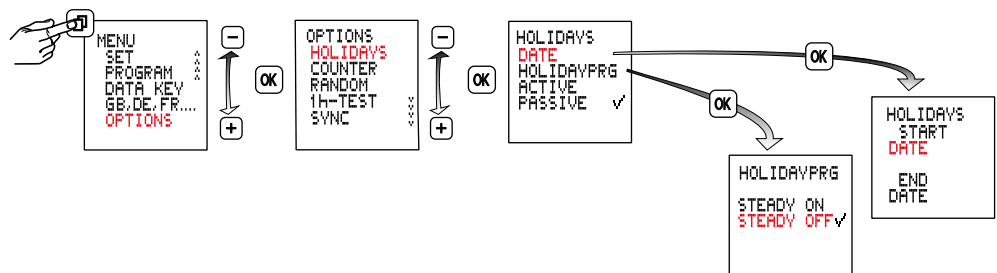 MENU
SET
PROGRAM
DATA KEY
GB,DE,FR....
OPTIONS
OK
OPTIONS
HOLIDAYS
COUNTER
RANDOM
1h-TEST
SYNC
OK
HOLIDAYS
DATE
HOLIDAYPRG
ACTIVE
PASSIVE ✓
OK
OK
HOLIDAYPRG
STEADY ON
STEADY OFF✓
HOLIDAYS
START
DATE
END
DATE